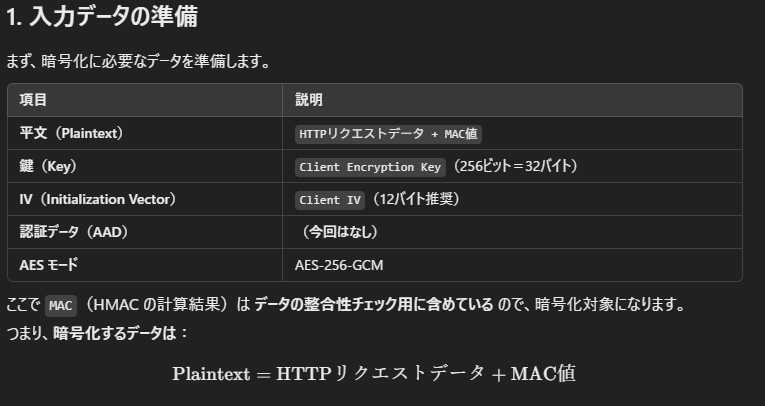 1. 入力データの準備
まず、暗号化に必要なデータを準備します。
項目 説明
平文（Plaintext） HTTPリクエストデータ + MAC値
鍵（Key） Client Encryption Key（256ビット＝32バイト）
IV（Initialization Vector） Client IV（12バイト推奨）
認証データ（AAD） （今回はなし）
AES モード AES-256-GCM
ここで MAC（HMAC の計算結果）は データの整合性チェック用に含めている ので、暗号化対象になります。
つまり、暗号化するデータは：
Plaintext = HTTPリクエストデータ + MAC値